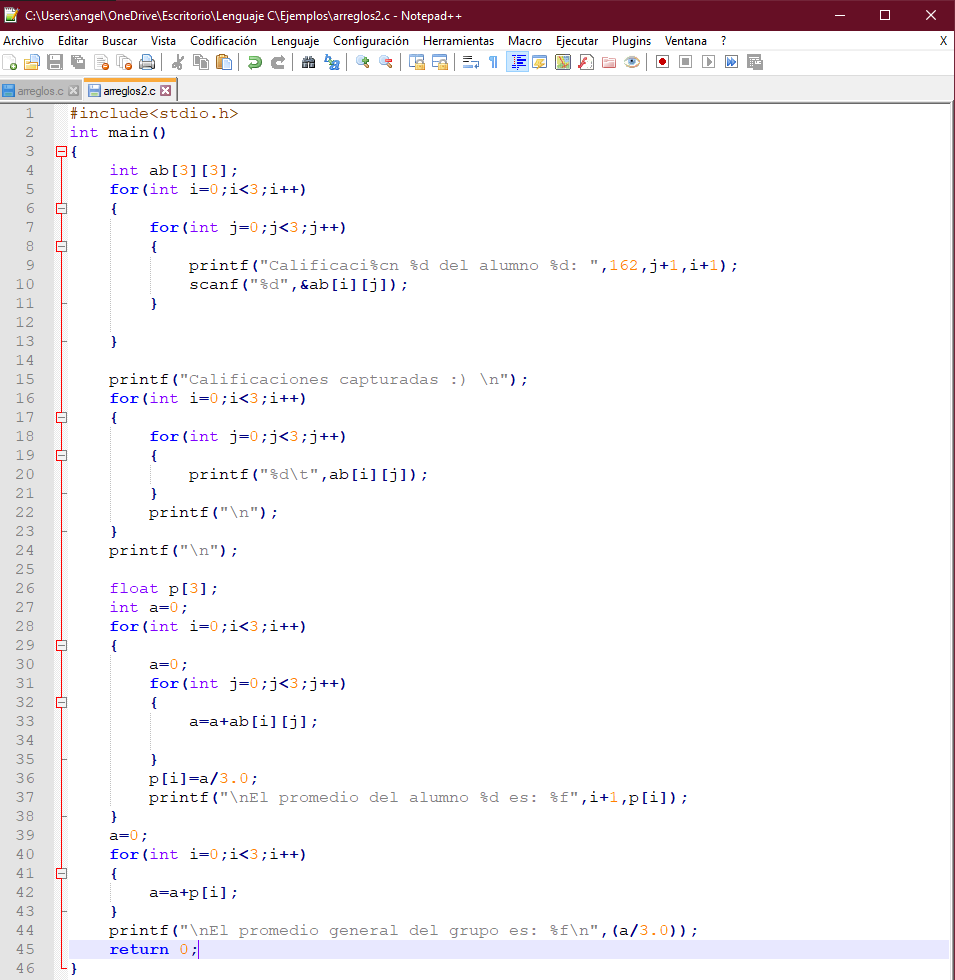 C:\Users\angel\OneDrive\Escritorio\Lenguaje C\Ejemplos\arreglos2.c - Notepad++
Archivo Editar Buscar Vista Codificación Lenguaje Configuración Herramientas Macro Ejecutar Plugins Ventana ? X
arreglos.c arreglos2.c
1 #include<stdio.h>
2 int main()
3 {
4 int ab[3][3];
5 for(int i=0;i<3;i++)
6 {
7 for(int j=0;j<3;j++)
8 {
9 printf("Calificaci%cn %d del alumno %d: ",162,j+1,i+1);
10 scanf("%d",&ab[i][j]);
11 }
12
13 }
14
15 printf("Calificaciones capturadas :) \n");
16 for(int i=0;i<3;i++)
17 {
18 for(int j=0;j<3;j++)
19 {
20 printf("%d\t",ab[i][j]);
21 }
22 printf("\n");
23 }
24 printf("\n");
25
26 float p[3];
27 int a=0;
28 for(int i=0;i<3;i++)
29 {
30 a=0;
31 for(int j=0;j<3;j++)
32 {
33 a=a+ab[i][j];
34
35 }
36 p[i]=a/3.0;
37 printf("\nEl promedio del alumno %d es: %f",i+1,p[i]);
38 }
39 a=0;
40 for(int i=0;i<3;i++)
41 {
42 a=a+p[i];
43 }
44 printf("\nEl promedio general del grupo es: %f\n",(a/3.0));
45 return 0;
46 }